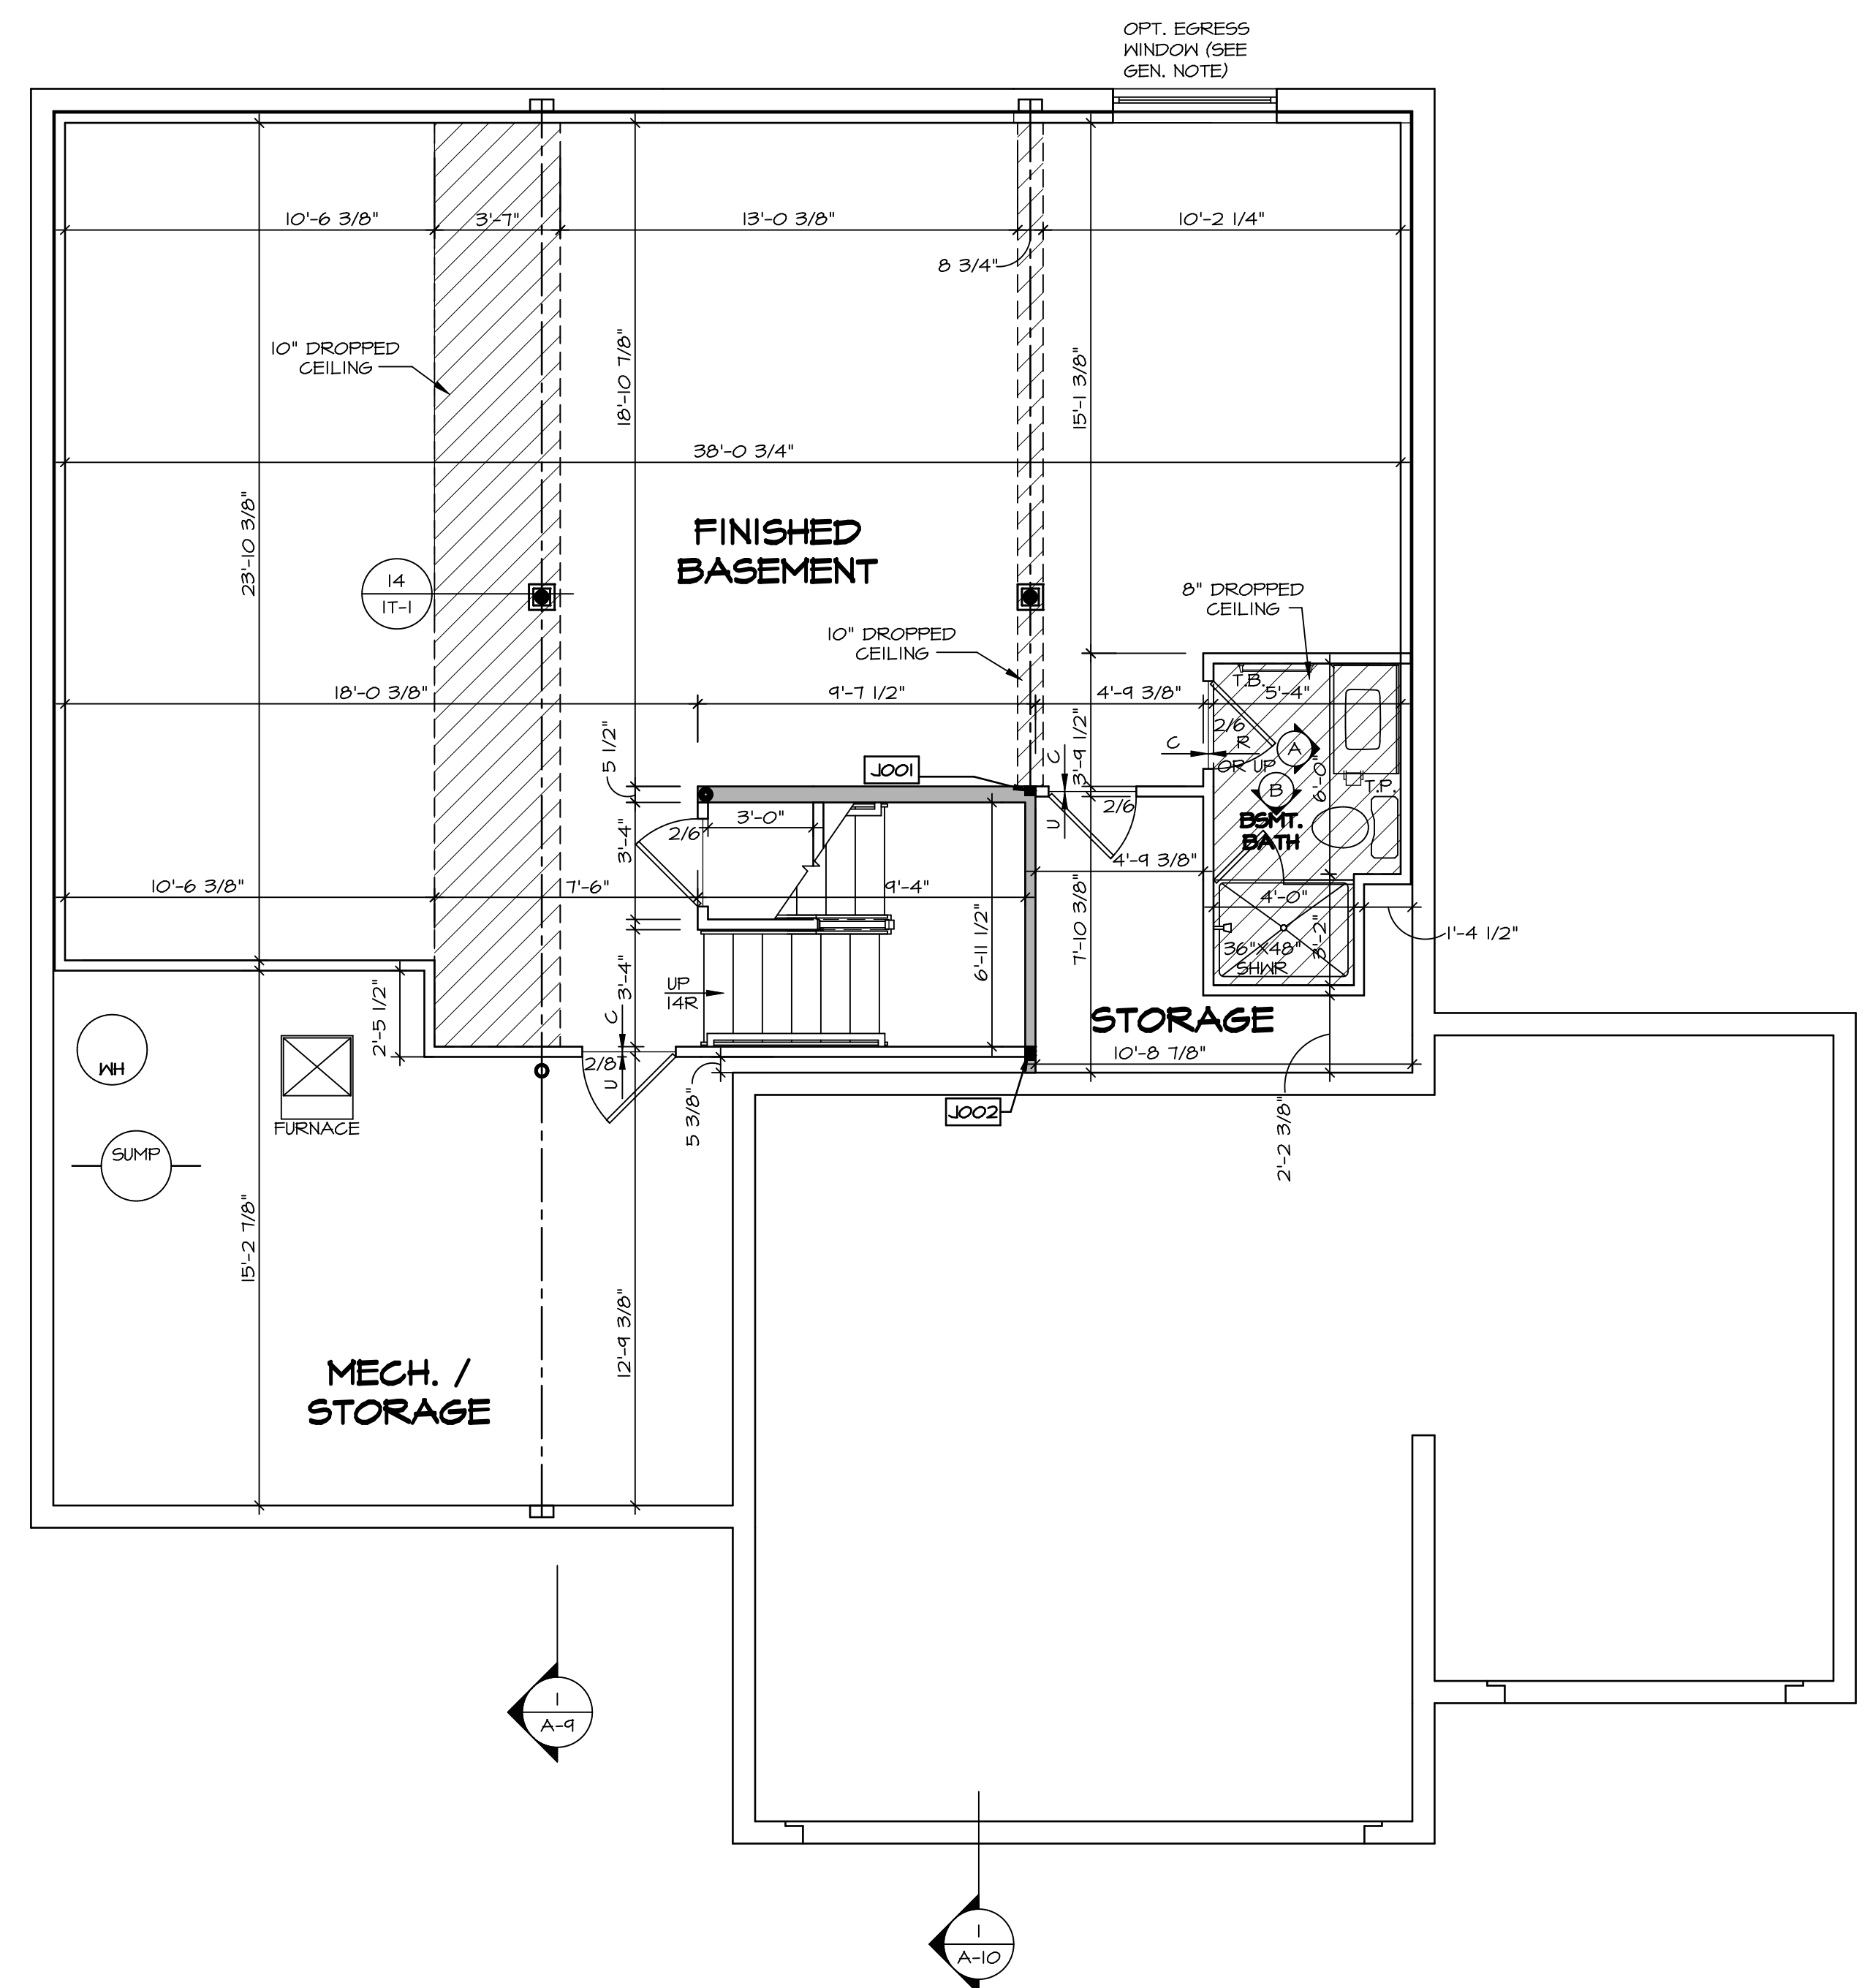 OPT. EGRESS
WINDOW (SEE
GEN. NOTE)
10'-6 3/8"
3'-7"
13'-0 3/8"
10'-2 1/4"
8 3/4"
10" DROPPED
CEILING
18'-10 7/8"
15'-1 3/8"
38'-0 3/4"
23'-10 3/8"
FINISHED
BASEMENT
14
1T-1
8" DROPPED
CEILING
10" DROPPED
CEILING
18'-0 3/8"
9'-7 1/2"
4'-9 3/8"
T.B.
5'-4"
5 1/2"
3'-9 1/2"
2/6
C
R
A
OR UP
6'-0"
J001
C
U
2/6
B
T.P.
BSMT.
BATH
3'-0"
2/6
3'-4"
4'-9 3/8"
10'-6 3/8"
7'-6"
9'-4"
4'-0"
7'-10 3/8"
6'-11 1/2"
3'-2"
1'-4 1/2"
36"X48"
SHWR
3'-4"
UP
14R
2'-5 1/2"
C
U
STORAGE
WH
2/8
10'-8 7/8"
5 3/8"
J002
2'-2 3/8"
FURNACE
SUMP
15'-2 7/8"
12'-9 3/8"
MECH. /
STORAGE
1
A-9
1
A-10